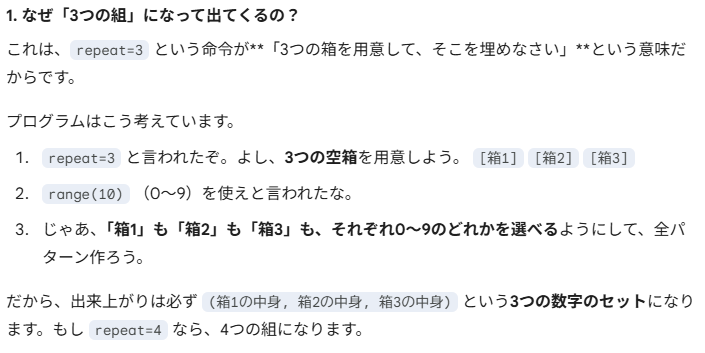 1. なぜ「3つの組」になって出てくるの？
これは、 repeat=3 という命令が**「3つの箱を用意して、そこを埋めなさい」**という意味だ
からです。
プログラムはこう考えています。
1. repeat=3 と言われたぞ。よし、3つの空箱を用意しよう。 [箱1] [箱2] [箱3]
2. range(10) （0〜9）を使えと言われたな。
3. じゃあ、「箱1」も「箱2」も「箱3」も、それぞれ0〜9のどれかを選べるようにして、全パ
ターン作ろう。
だから、出来上がりは必ず (箱1の中身, 箱2の中身, 箱3の中身) という3つの数字のセットになり
ます。もし repeat=4 なら、4つの組になります。